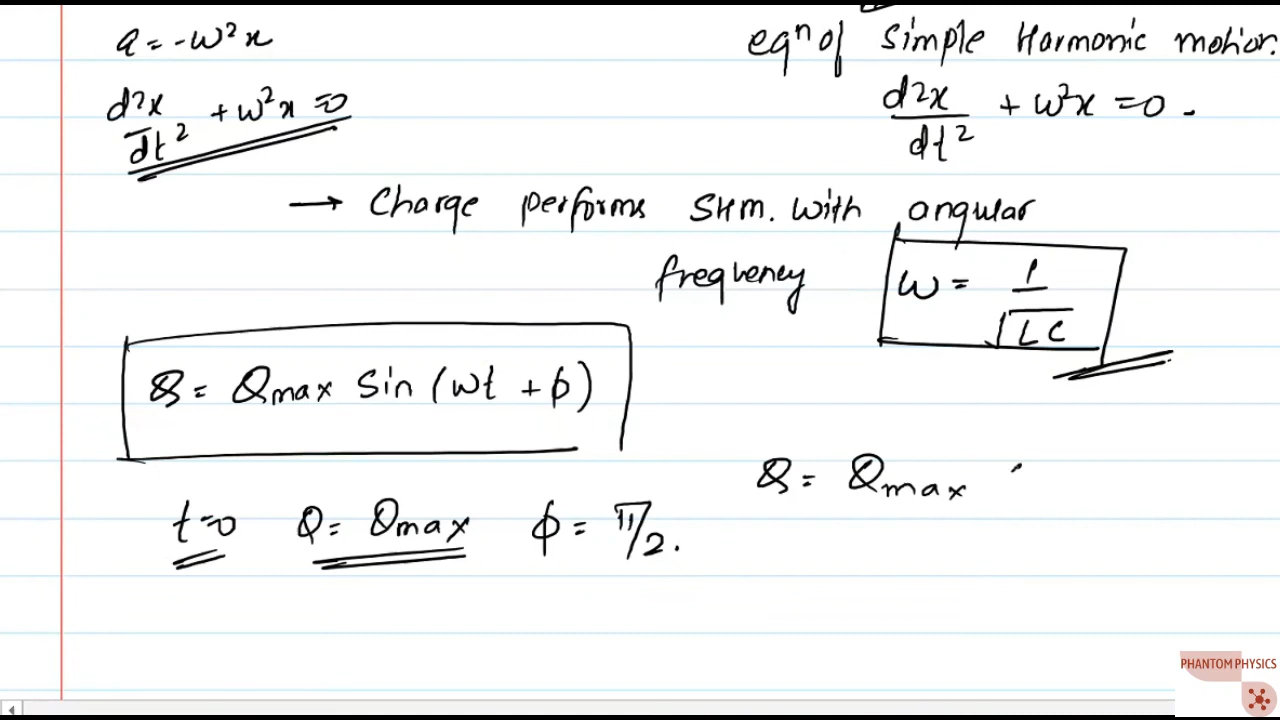 a = -ω²x
eqⁿ of Simple Harmonic motion.
d²x/dt² + ω²x = 0
d²x/dt² + ω²x = 0.
→ Charge performs SHM. With angular
frequency ω = 1/√LC
Q = Qmax Sin (ωt + ϕ)
Q = Qmax
t=0 Q = Qmax ϕ = π/2.
PHANTOM PHYSICS